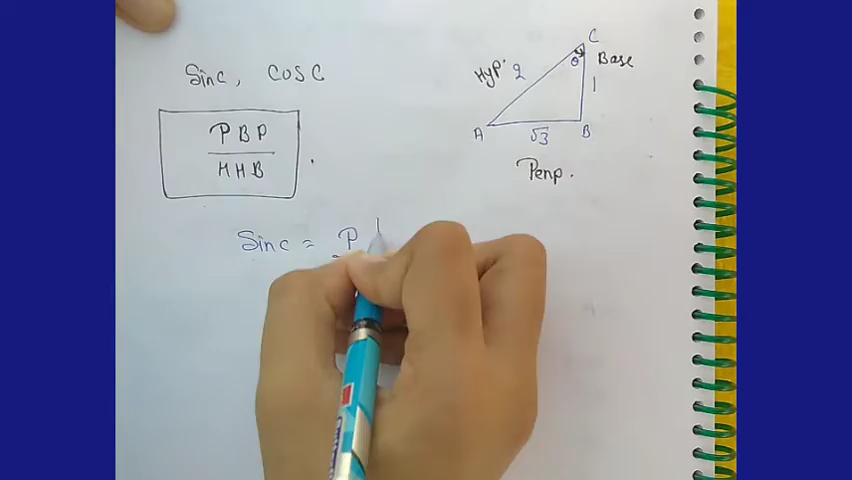 Sinc, COSC
PBP
HHB
Sinc = P
C
θ
Base
Hyp. 2
1
A
√3
B
Perp.